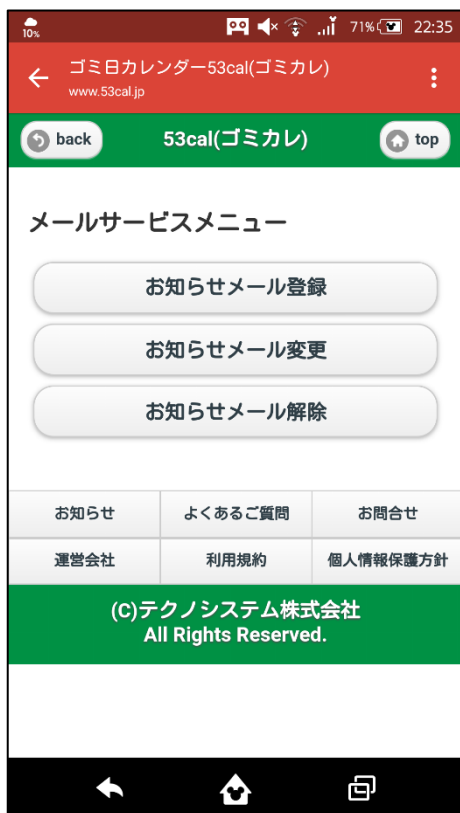 10%
71%
22:35
ゴミ日カレンダー53cal(ゴミカレ)
www.53cal.jp
back
53cal(ゴミカレ)
top
メールサービスメニュー
お知らせメール登録
お知らせメール変更
お知らせメール解除
お知らせ
よくあるご質問
お問合せ
運営会社
利用規約
個人情報保護方針
(C)テクノシステム株式会社
All Rights Reserved.